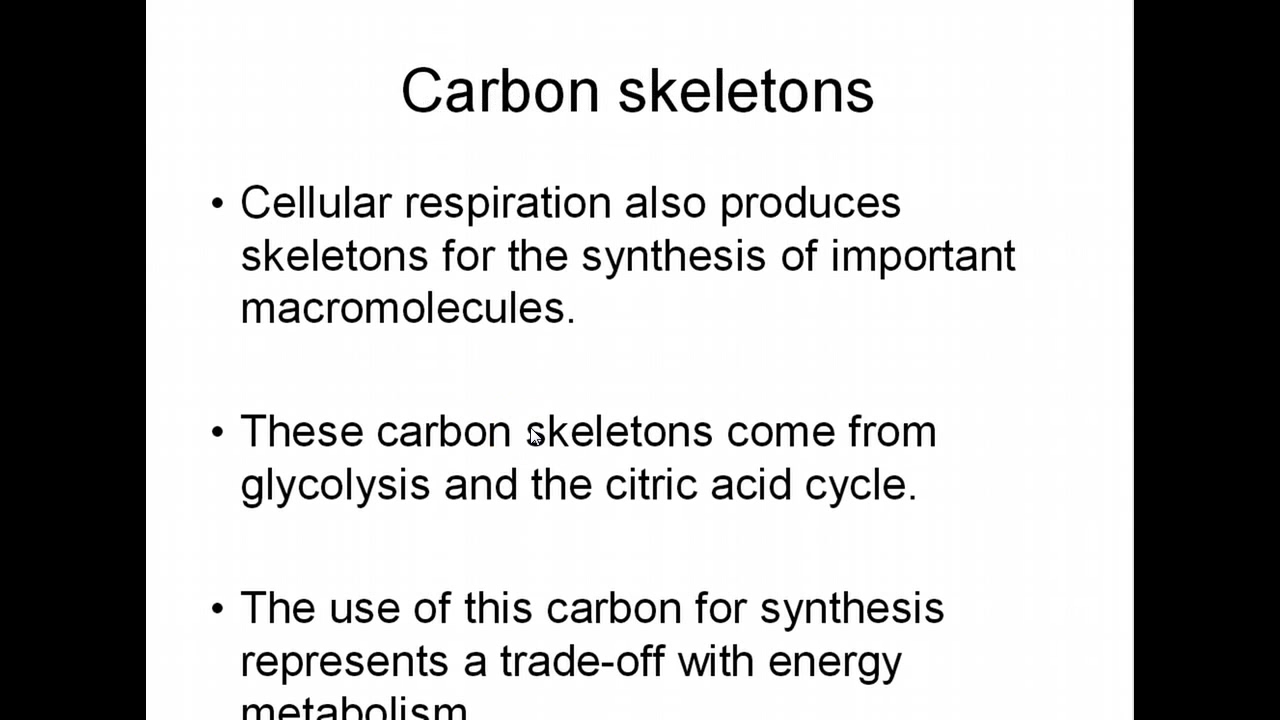 Carbon skeletons
• Cellular respiration also produces
skeletons for the synthesis of important
macromolecules.
• These carbon skeletons come from
glycolysis and the citric acid cycle.
• The use of this carbon for synthesis
represents a trade-off with energy
metabolism